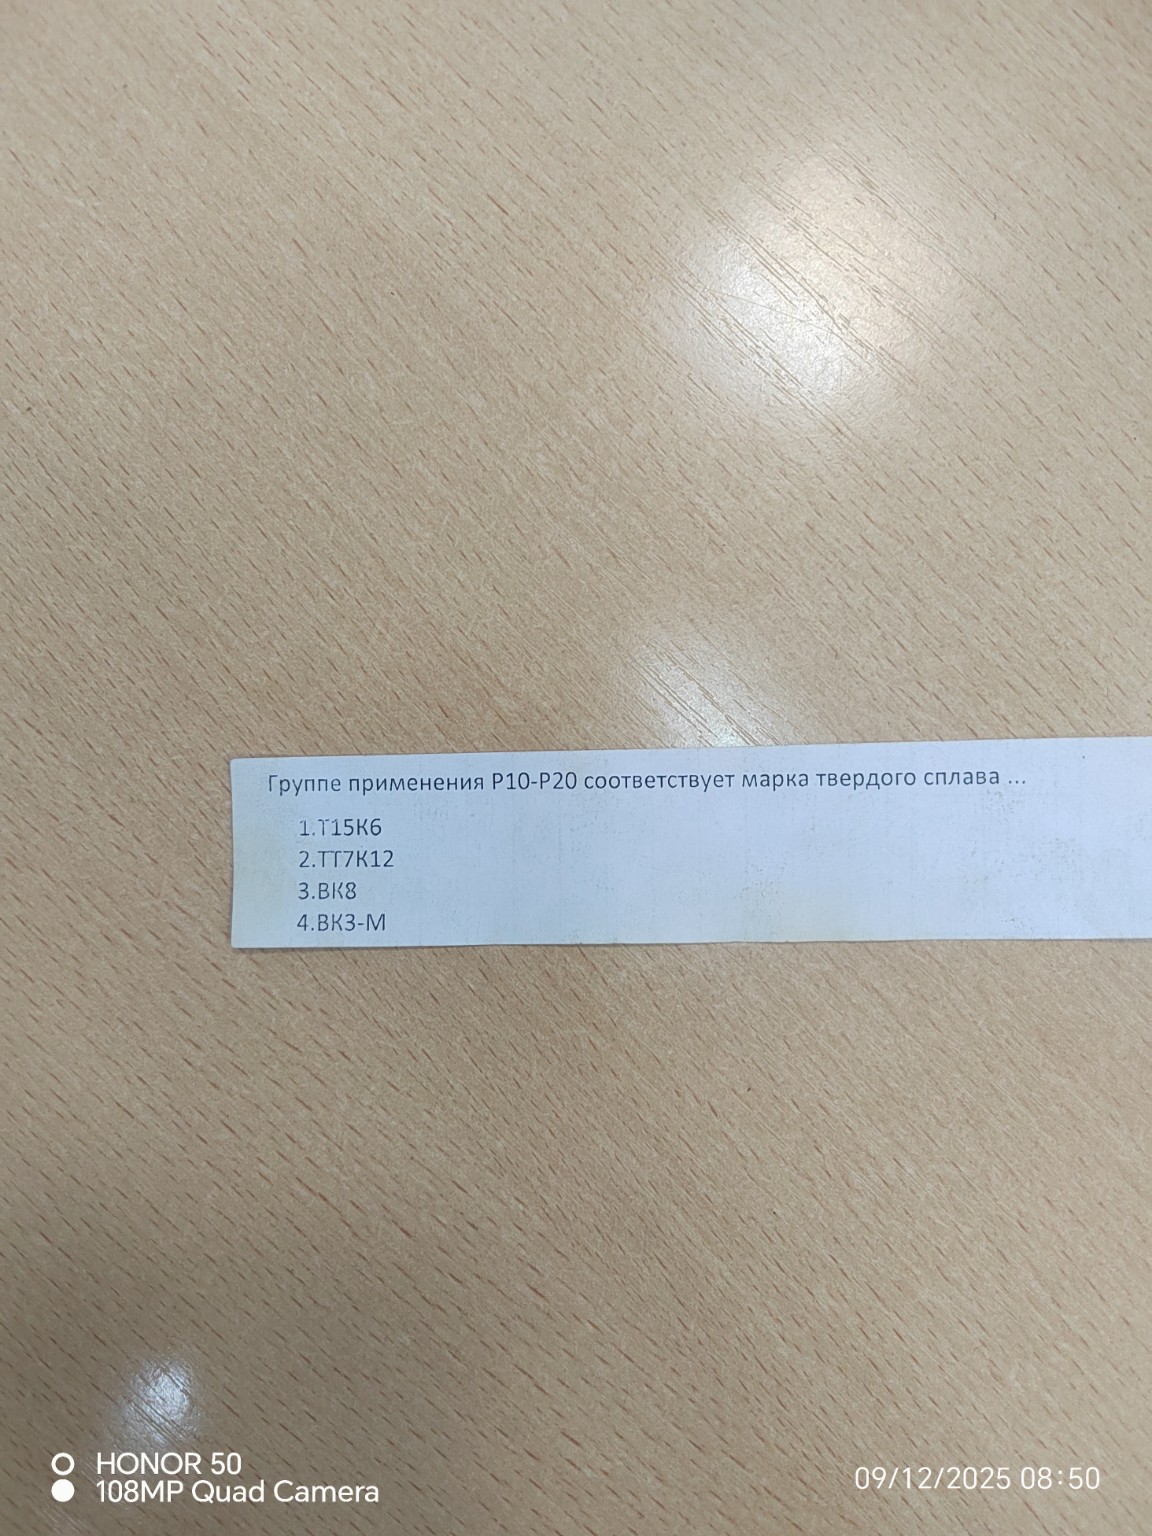 Группе применения Р10-Р20 соответствует марка твердого сплава ...
1.Т15К6
2.ТТ7К12
3.ВК8
4.ВК3-М
HONOR 50
108MP Quad Camera
09/12/2025 08:50